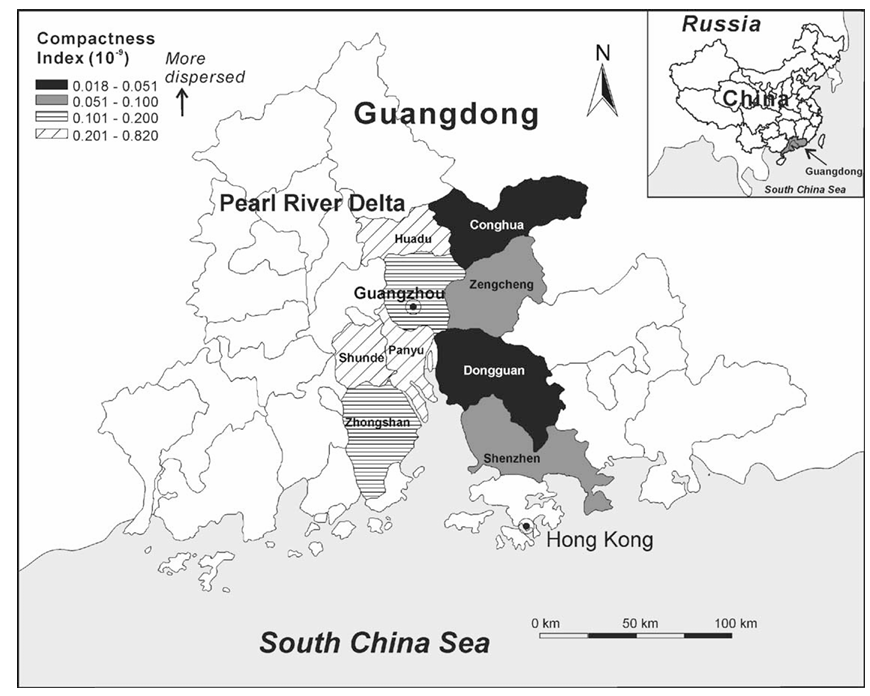 Compactness
Index (10⁻⁹)
More
dispersed
0.018 - 0.051
0.051 - 0.100
0.101 - 0.200
0.201 - 0.820
N
Russia
China
Guangdong
South China Sea
Guangdong
Pearl River Delta
Conghua
Huadu
Zengcheng
Guangzhou
Shunde
Panyu
Dongguan
Zhongshan
Shenzhen
Hong Kong
0 km
50 km
100 km
South China Sea